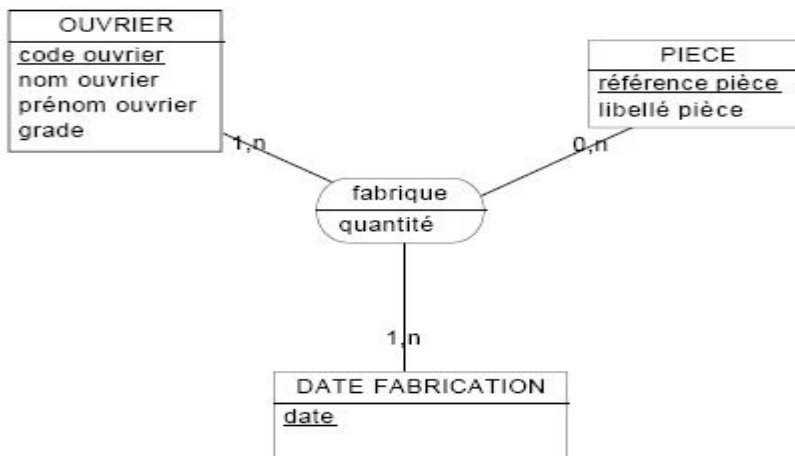 OUVRIER
code ouvrier
nom ouvrier
prénom ouvrier
grade
PIECE
référence pièce
libellé pièce
1,n
0,n
fabrique
quantité
1,n
DATE FABRICATION
date